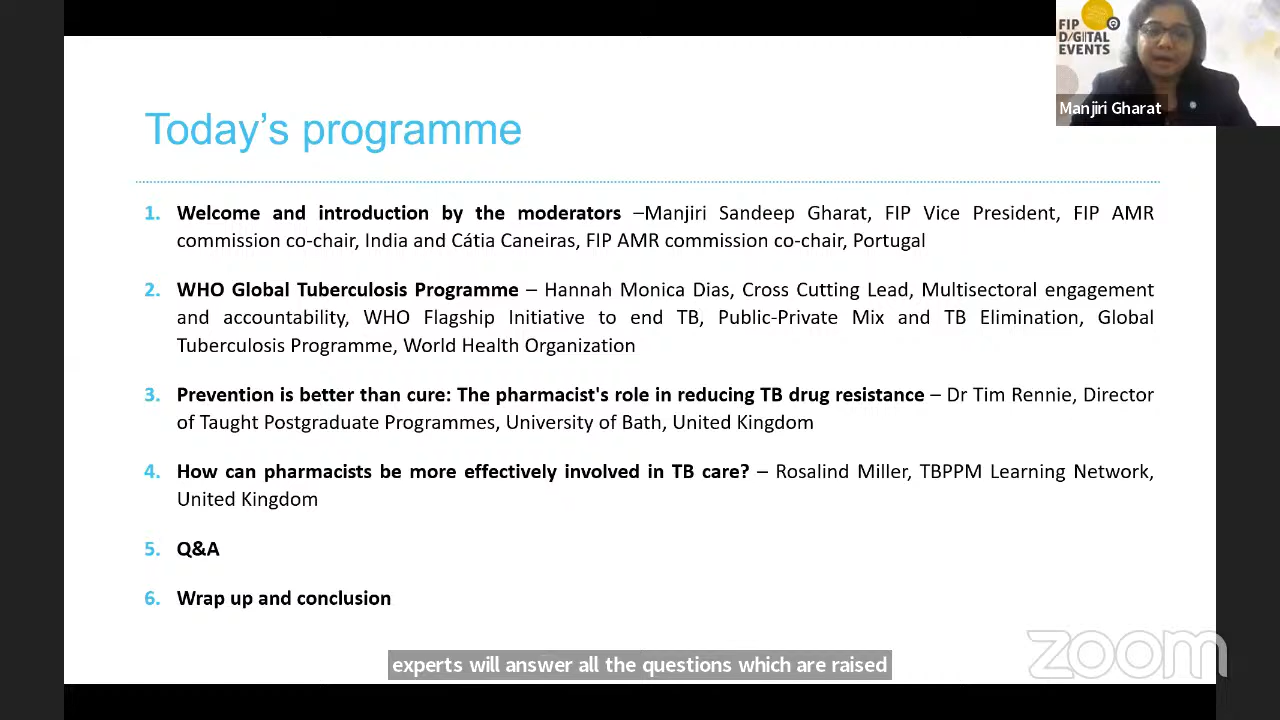 FIP
DIGITAL
EVENTS
Manjiri Gharat
Today's programme
1. Welcome and introduction by the moderators –Manjiri Sandeep Gharat, FIP Vice President, FIP AMR
commission co-chair, India and Cátia Caneiras, FIP AMR commission co-chair, Portugal
2. WHO Global Tuberculosis Programme – Hannah Monica Dias, Cross Cutting Lead, Multisectoral engagement
and accountability, WHO Flagship Initiative to end TB, Public-Private Mix and TB Elimination, Global
Tuberculosis Programme, World Health Organization
3. Prevention is better than cure: The pharmacist's role in reducing TB drug resistance – Dr Tim Rennie, Director
of Taught Postgraduate Programmes, University of Bath, United Kingdom
4. How can pharmacists be more effectively involved in TB care? – Rosalind Miller, TBPPM Learning Network,
United Kingdom
5. Q&A
6. Wrap up and conclusion
experts will answer all the questions which are raised
zoom